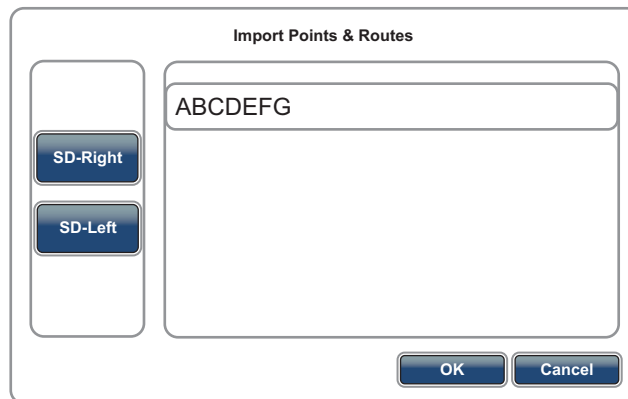 Import Points & Routes
ABCDEFG
SD-Right
SD-Left
OK
Cancel